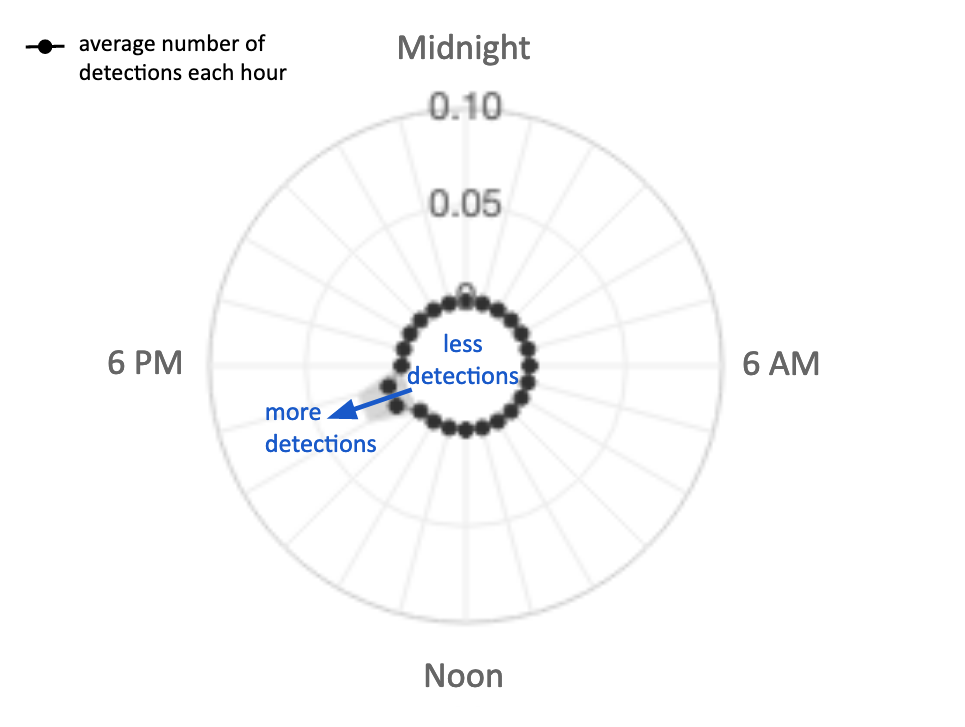 average number of
detections each hour
Midnight
0.10
0.05
0
less
detections
6 PM
6 AM
more
detections
Noon